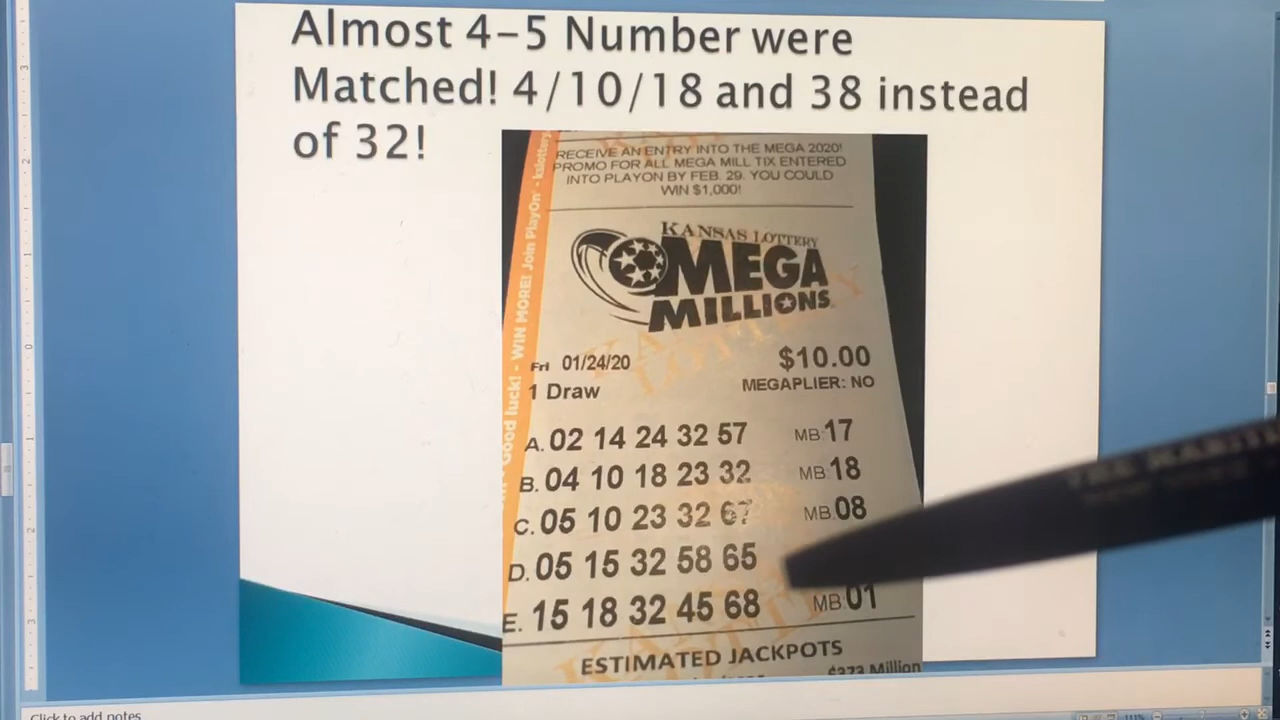 Almost 4-5 Number were
Matched! 4/10/18 and 38 instead
of 32!
RECEIVE AN ENTRY INTO THE MEGA 2020!
PROMO FOR ALL MEGA MILL TIX ENTERED
INTO PLAYON BY FEB. 29. YOU COULD
WIN $1,000!
Good luck! - WIN MORE! Join PlayOn® - kslottery
KANSAS LOTTERY
MEGA
MILLIONS
Fri 01/24/20 $10.00
1 Draw MEGAPLIER: NO
A. 02 14 24 32 57 MB:17
B. 04 10 18 23 32 MB:18
C. 05 10 23 32 67 MB:08
D. 05 15 32 58 65
E. 15 18 32 45 68 MB:01
ESTIMATED JACKPOTS
$373 Million
Click to add notes